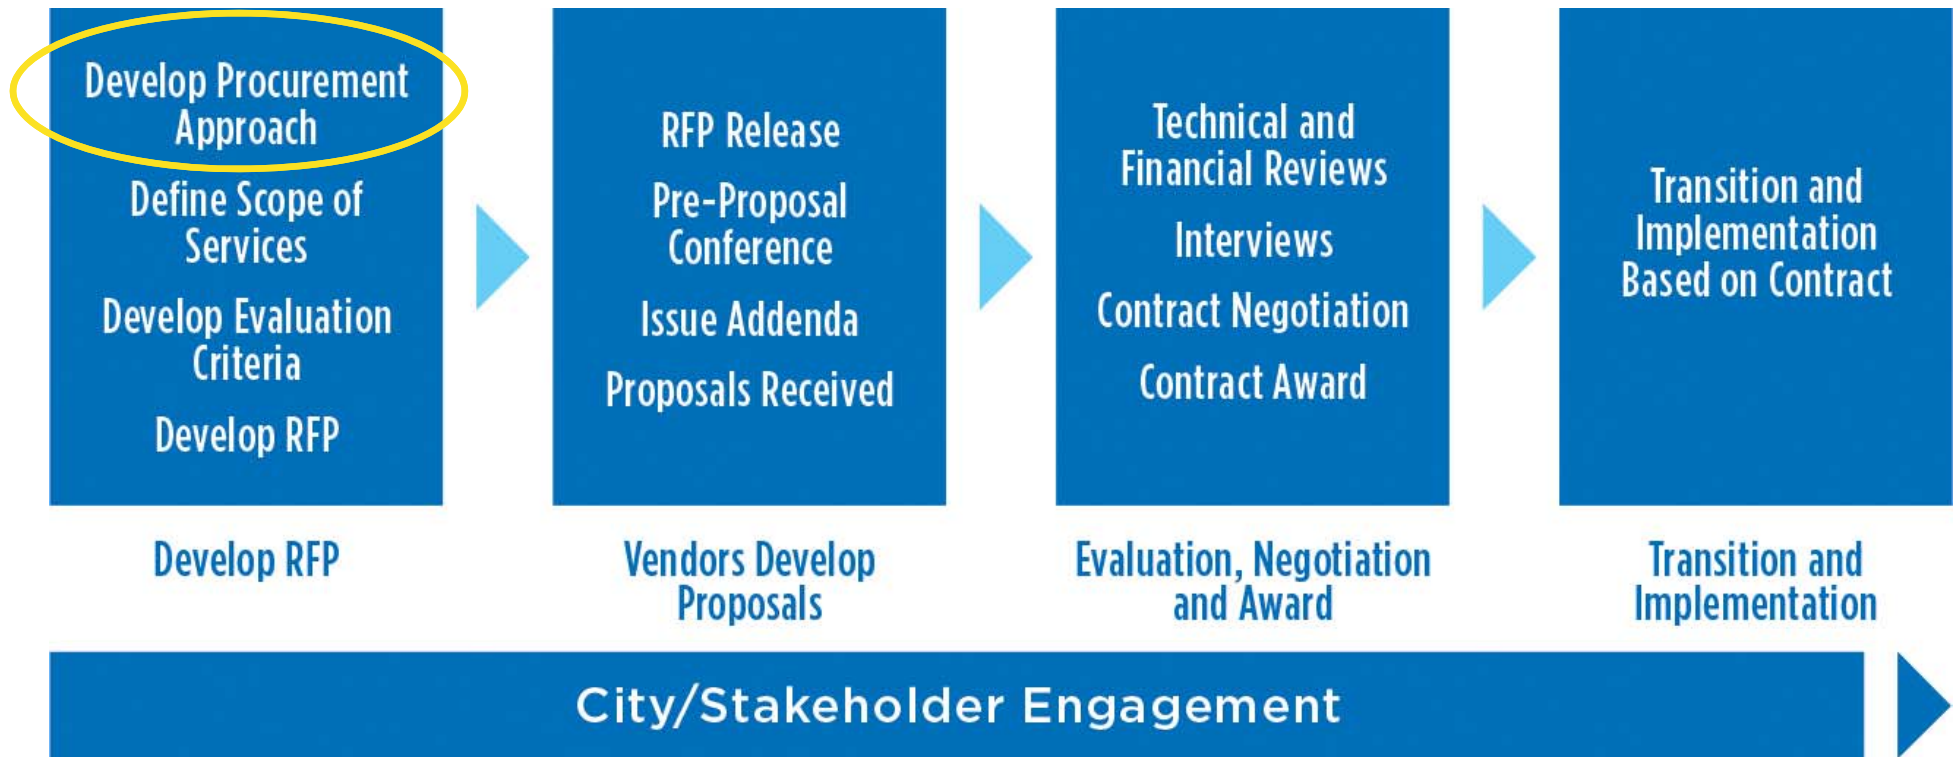 Develop Procurement
Approach
Define Scope of
Services
Develop Evaluation
Criteria
Develop RFP
Develop RFP
RFP Release
Pre-Proposal
Conference
Issue Addenda
Proposals Received
Vendors Develop
Proposals
Technical and
Financial Reviews
Interviews
Contract Negotiation
Contract Award
Evaluation, Negotiation
and Award
Transition and
Implementation
Based on Contract
Transition and
Implementation
City/Stakeholder Engagement